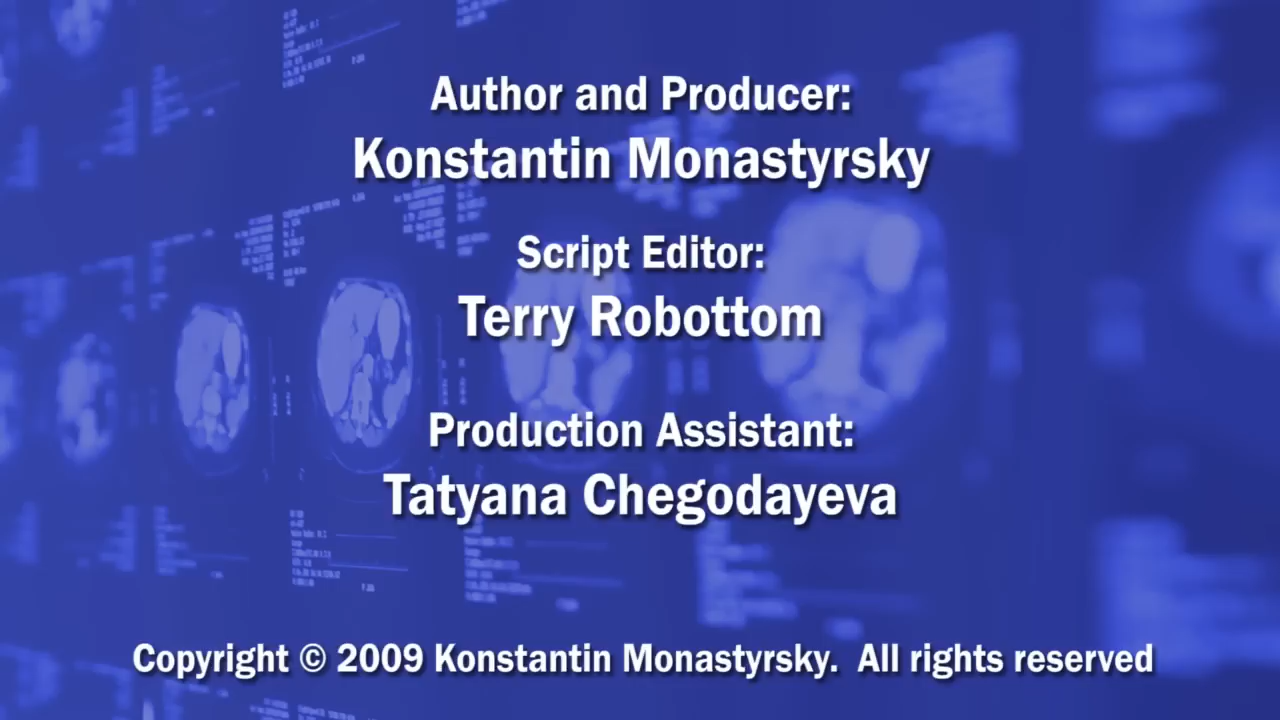 Author and Producer:
Konstantin Monastyrsky
Script Editor:
Terry Robottom
Production Assistant:
Tatyana Chegodayeva
Copyright © 2009 Konstantin Monastyrsky. All rights reserved